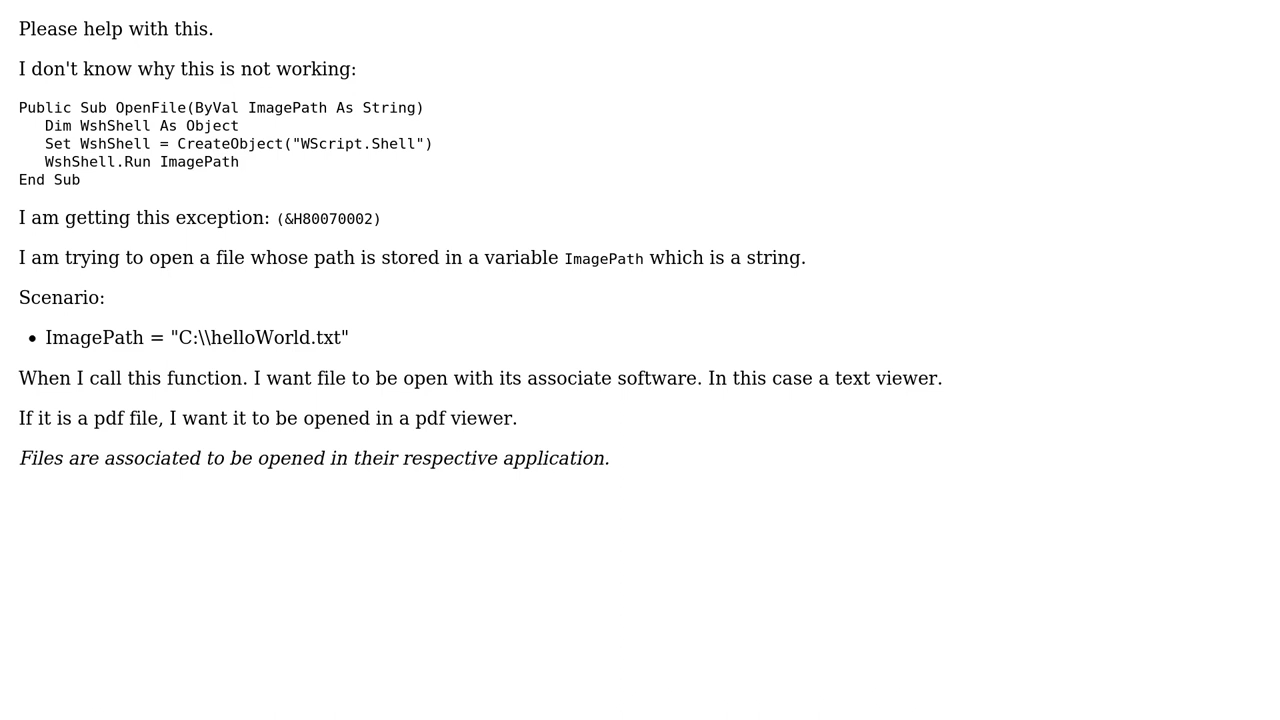 Please help with this.
I don't know why this is not working:
Public Sub OpenFile(ByVal ImagePath As String)
   Dim WshShell As Object
   Set WshShell = CreateObject("WScript.Shell")
   WshShell.Run ImagePath
End Sub
I am getting this exception: (&H80070002)
I am trying to open a file whose path is stored in a variable ImagePath which is a string.
Scenario:
• ImagePath = "C:\\helloWorld.txt"
When I call this function. I want file to be open with its associate software. In this case a text viewer.
If it is a pdf file, I want it to be opened in a pdf viewer.
Files are associated to be opened in their respective application.